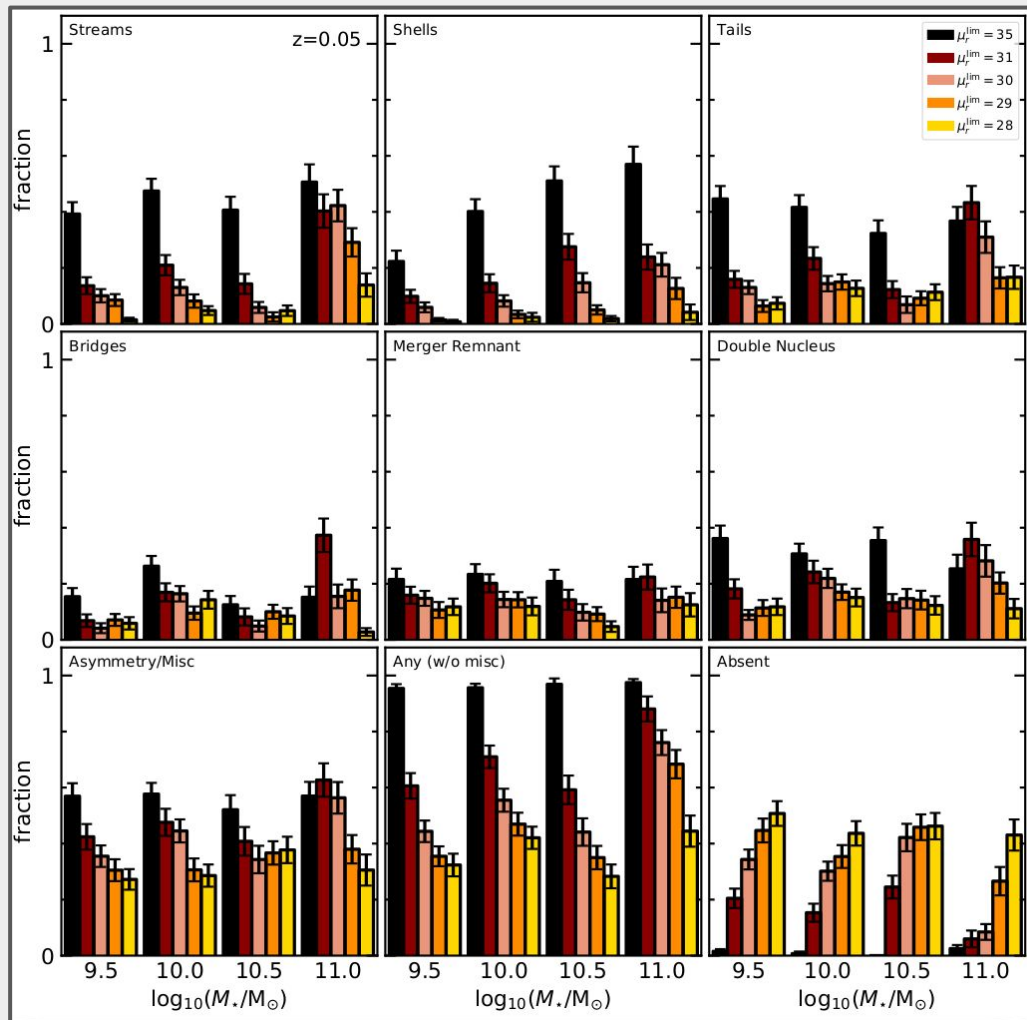 Streams
z=0.05
Shells
Tails
μ_r^lim = 35
μ_r^lim = 31
μ_r^lim = 30
μ_r^lim = 29
μ_r^lim = 28
1
fraction
0
Bridges
Merger Remnant
Double Nucleus
1
fraction
0
Asymmetry/Misc
Any (w/o misc)
Absent
1
fraction
0
9.5 10.0 10.5 11.0
9.5 10.0 10.5 11.0
9.5 10.0 10.5 11.0
log₁₀(M⋆/M⊙)
log₁₀(M⋆/M⊙)
log₁₀(M⋆/M⊙)